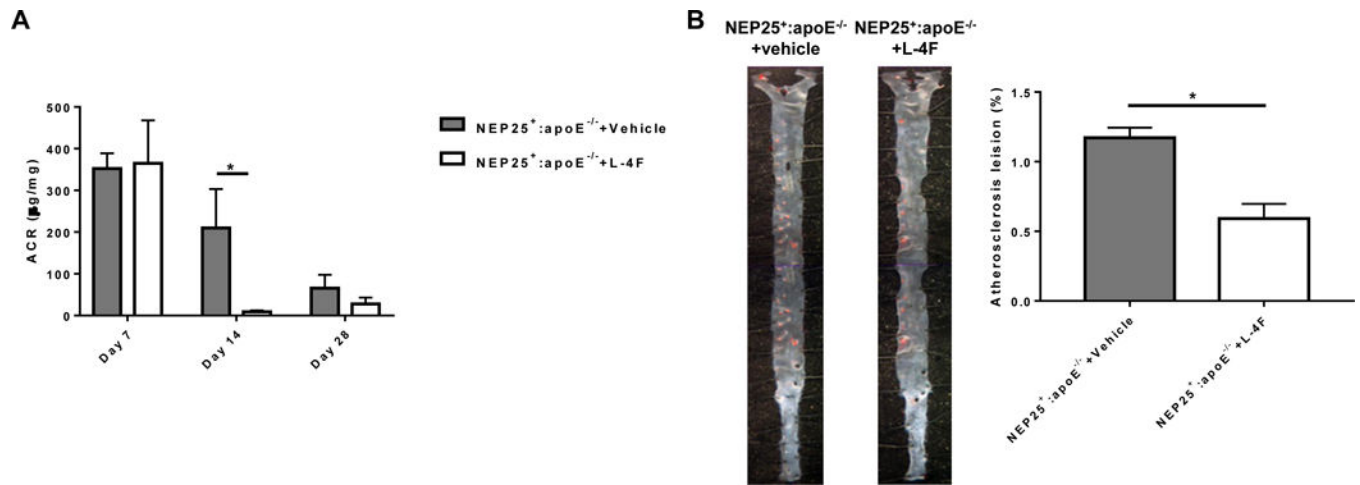 A
ACR (µg/mg)
500
400
300
200
100
0
Day 7
Day 14
Day 28
*
NEP25⁺:apoE⁻/⁻+Vehicle
NEP25⁺:apoE⁻/⁻+L-4F
B
NEP25⁺:apoE⁻/⁻ NEP25⁺:apoE⁻/⁻
+vehicle +L-4F
Atherosclerosis leision (%)
1.5
1.0
0.5
0.0
*
NEP25⁺:apoE⁻/⁻+Vehicle
NEP25⁺:apoE⁻/⁻+L-4F